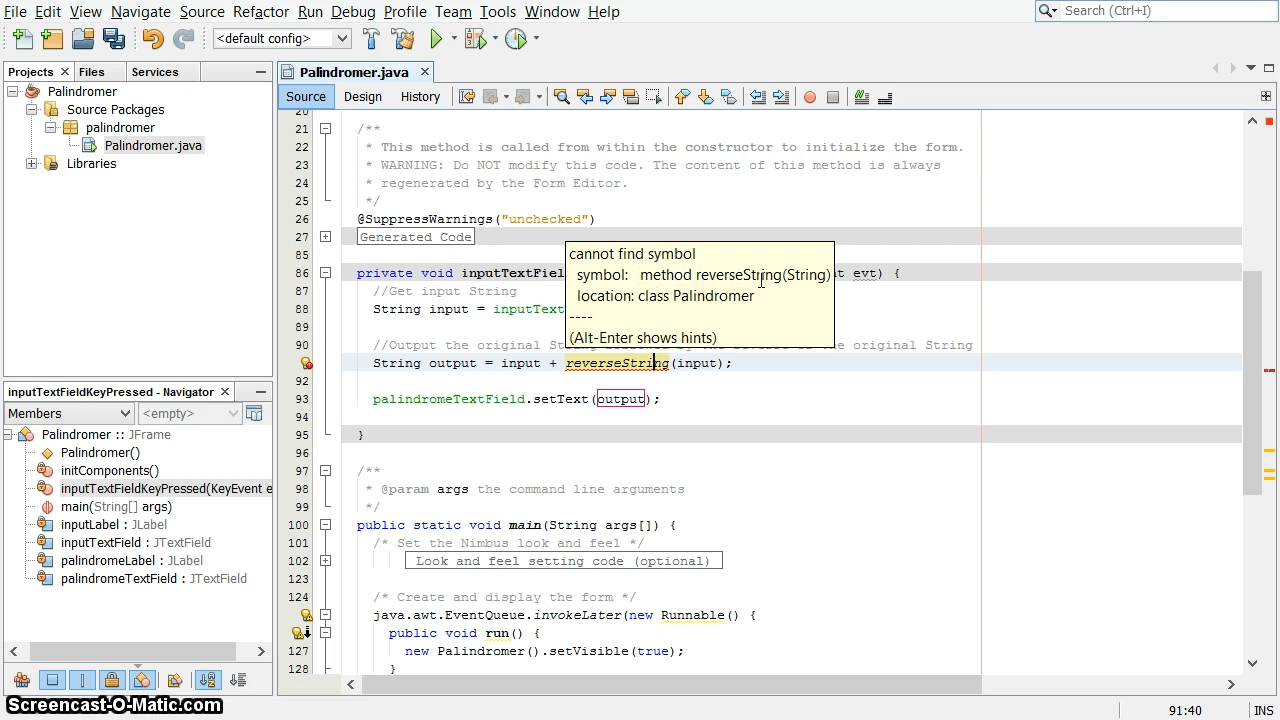 File Edit View Navigate Source Refactor Run Debug Profile Team Tools Window Help
Search (Ctrl+I)
<default config>
Projects Files Services
Palindromer
Source Packages
palindromer
Palindromer.java
Libraries
inputTextFieldKeyPressed - Navigator
Members <empty>
Palindromer :: JFrame
Palindromer()
initComponents()
inputTextFieldKeyPressed(KeyEvent e
main(String[] args)
inputLabel : JLabel
inputTextField : JTextField
palindromeLabel : JLabel
palindromeTextField : JTextField
Palindromer.java
Source Design History
20
21 /**
22 * This method is called from within the constructor to initialize the form.
23 * WARNING: Do NOT modify this code. The content of this method is always
24 * regenerated by the Form Editor.
25 */
26 @SuppressWarnings("unchecked")
27 Generated Code
85
86 private void inputTextFiel t evt) {
87 //Get input String
88 String input = inputText
89
90 //Output the original S the original String
String output = input + reverseString(input);
92
93 palindromeTextField.setText(output);
94
95 }
96
97 /**
98 * @param args the command line arguments
99 */
100 public static void main(String args[]) {
101 /* Set the Nimbus look and feel */
102 Look and feel setting code (optional)
123
124 /* Create and display the form */
java.awt.EventQueue.invokeLater(new Runnable() {
public void run() {
127 new Palindromer().setVisible(true);
128 }
cannot find symbol
symbol: method reverseString(String)
location: class Palindromer
----
(Alt-Enter shows hints)
91:40 INS
Screencast-O-Matic.com